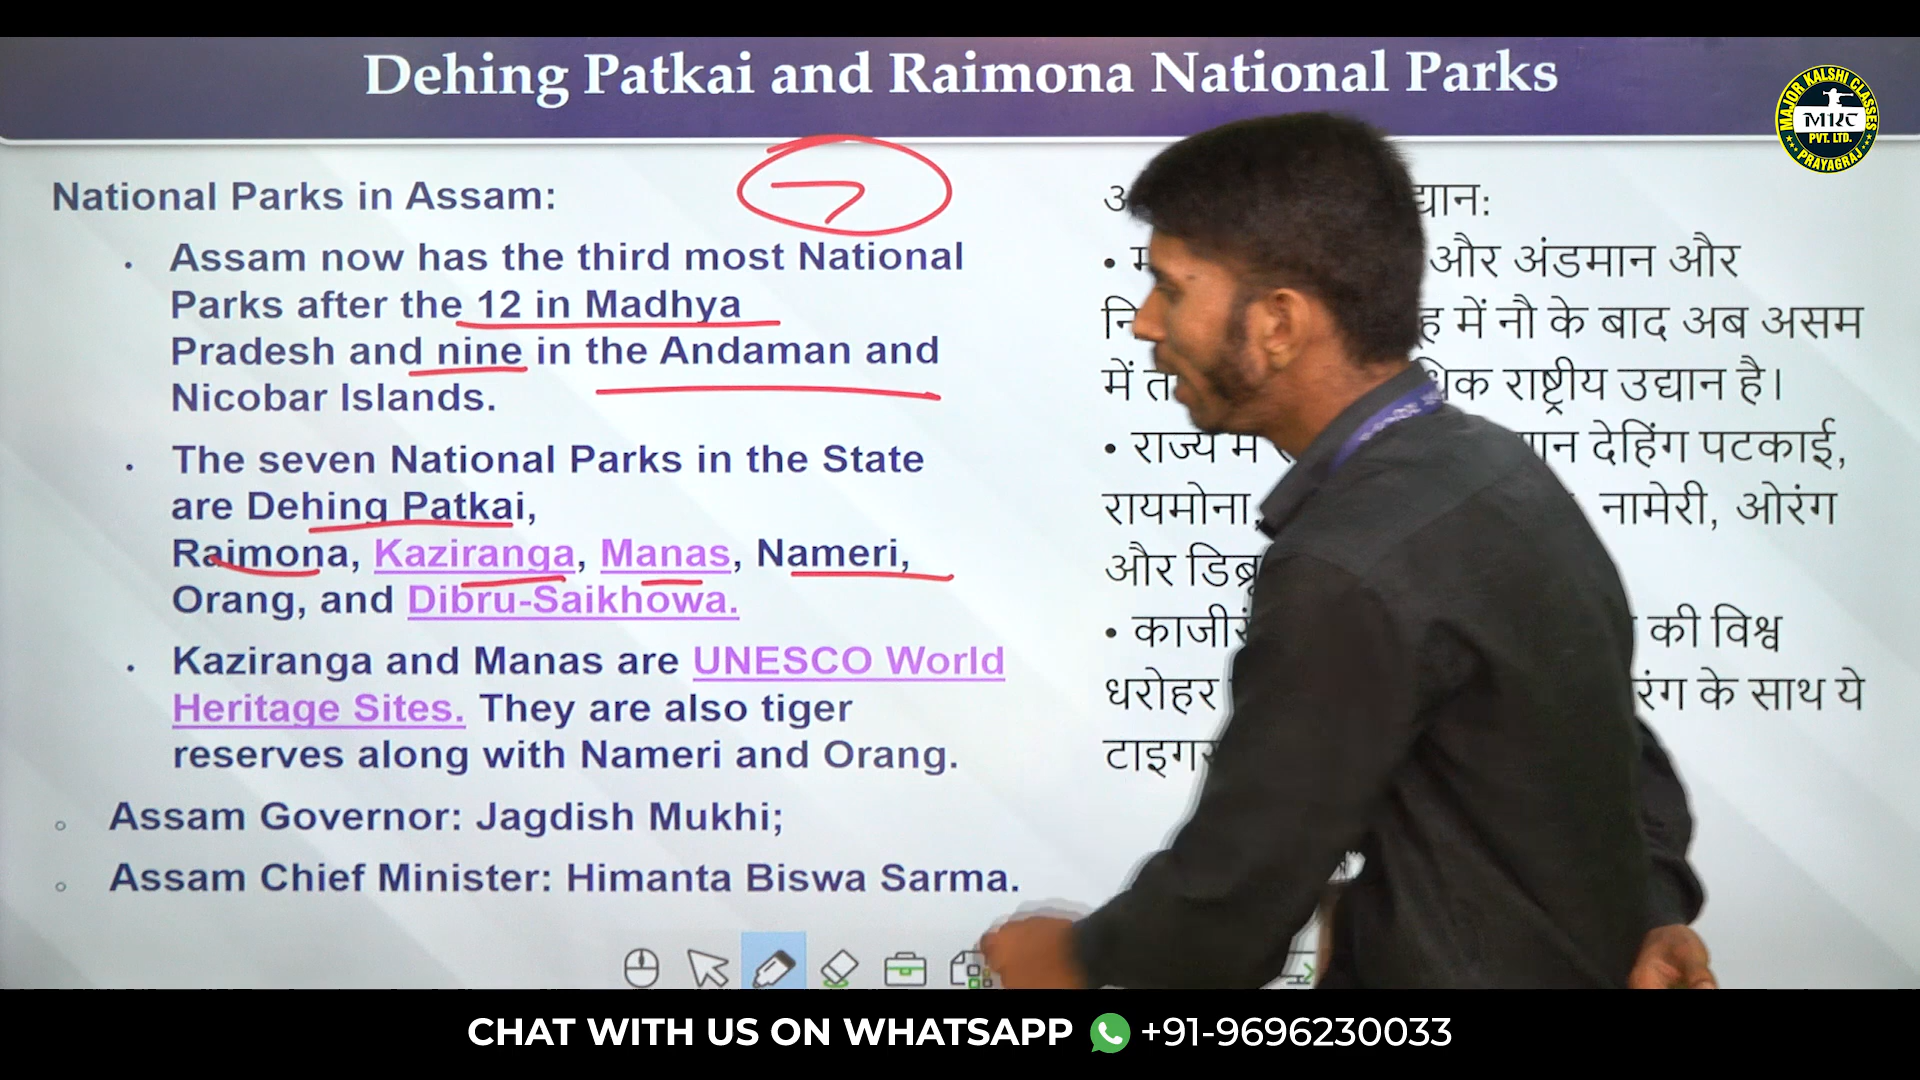 Dehing Patkai and Raimona National Parks
MAJOR KALSHI CLASSES
MKC
PVT. LTD.
PRAYAGRAJ
National Parks in Assam:
• Assam now has the third most National
Parks after the 12 in Madhya
Pradesh and nine in the Andaman and
Nicobar Islands.
• The seven National Parks in the State
are Dehing Patkai,
Raimona, Kaziranga, Manas, Nameri,
Orang, and Dibru-Saikhowa.
• Kaziranga and Manas are UNESCO World
Heritage Sites. They are also tiger
reserves along with Nameri and Orang.
○ Assam Governor: Jagdish Mukhi;
○ Assam Chief Minister: Himanta Biswa Sarma.
• और अंडमान और
में नौ के बाद अब असम
में राष्ट्रीय उद्यान है।
• राज्य देहिंग पटकाई,
रायमोना, नामेरी, ओरंग
और
• की विश्व
धरोहर के साथ ये
CHAT WITH US ON WHATSAPP +91-9696230033